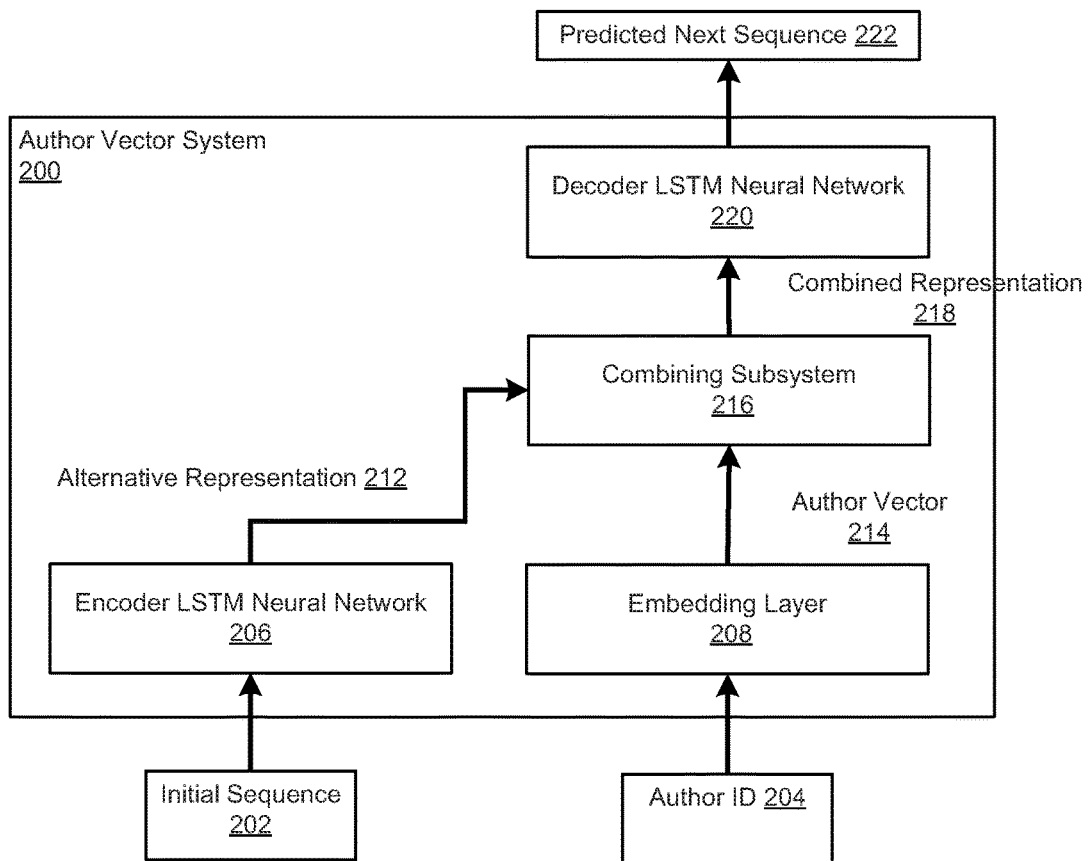 Predicted Next Sequence 222
Author Vector System
200
Decoder LSTM Neural Network
220
Combined Representation
218
Combining Subsystem
216
Alternative Representation 212
Author Vector
214
Encoder LSTM Neural Network
206
Embedding Layer
208
Initial Sequence
202
Author ID 204